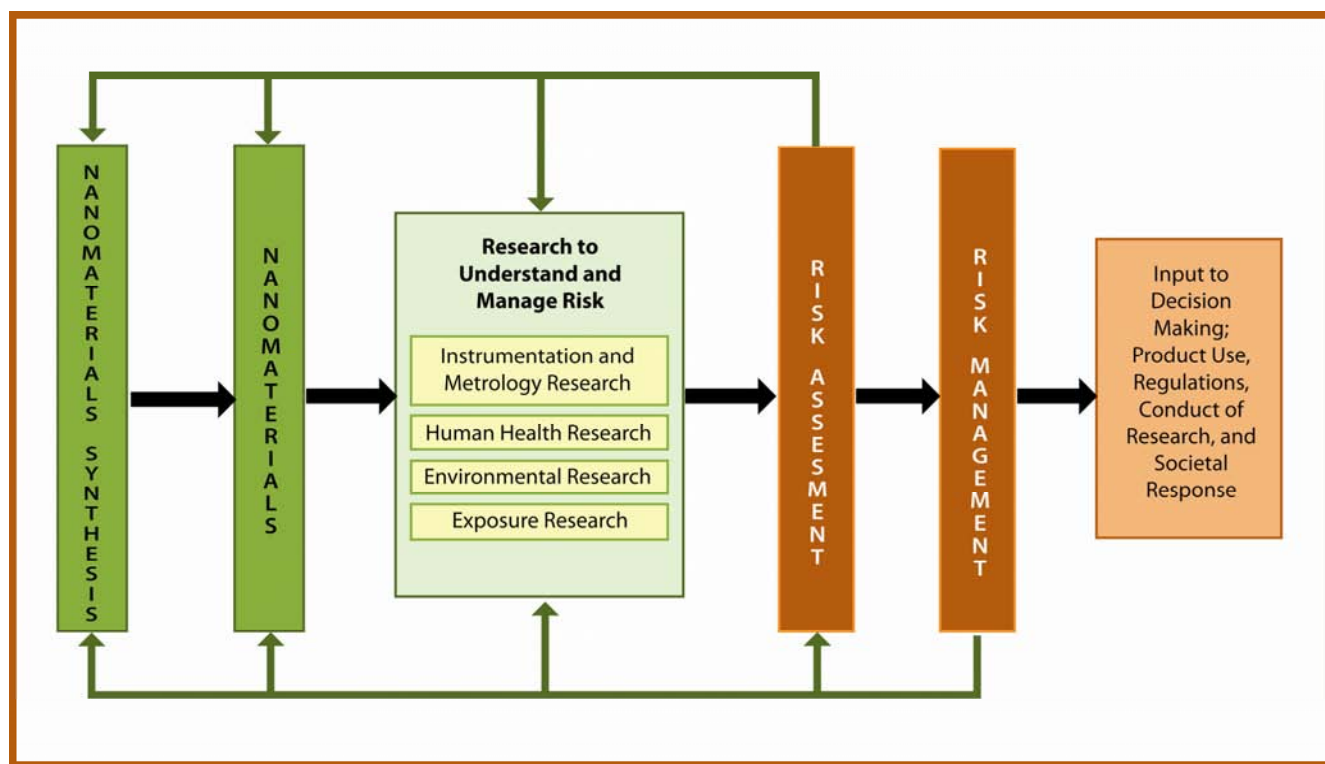 NANOMATERIALS SYNTHESIS
NANOMATERIALS
Research to
Understand and
Manage Risk
Instrumentation and
Metrology Research
Human Health Research
Environmental Research
Exposure Research
RISK ASSESMENT
RISK MANAGEMENT
Input to
Decision
Making;
Product Use,
Regulations,
Conduct of
Research, and
Societal
Response